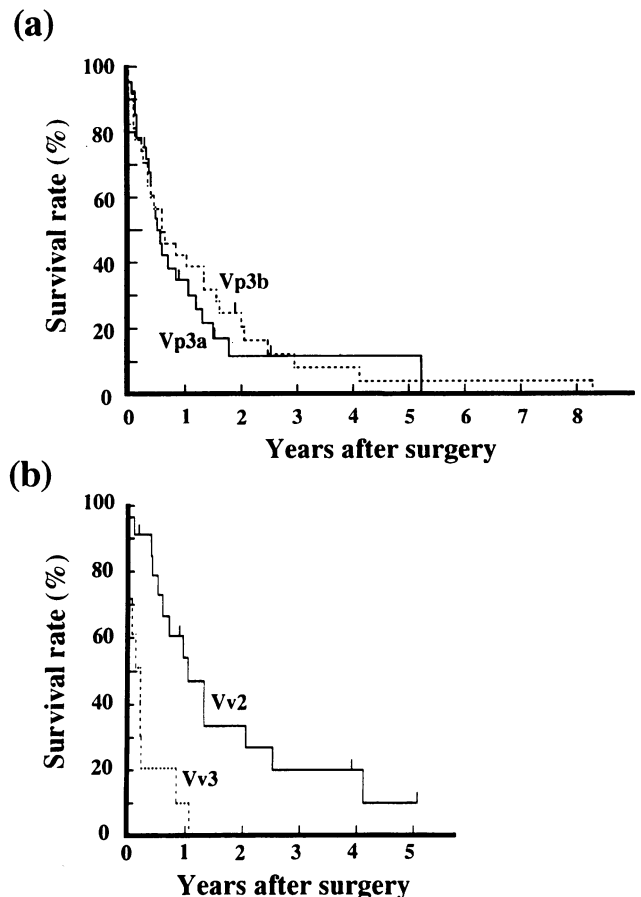 (a)
100
80
60
40
20
0
Survival rate (%)
Vp3b
Vp3a
0 1 2 3 4 5 6 7 8
Years after surgery
(b)
100
80
60
40
20
0
Survival rate (%)
Vv2
Vv3
0 1 2 3 4 5
Years after surgery